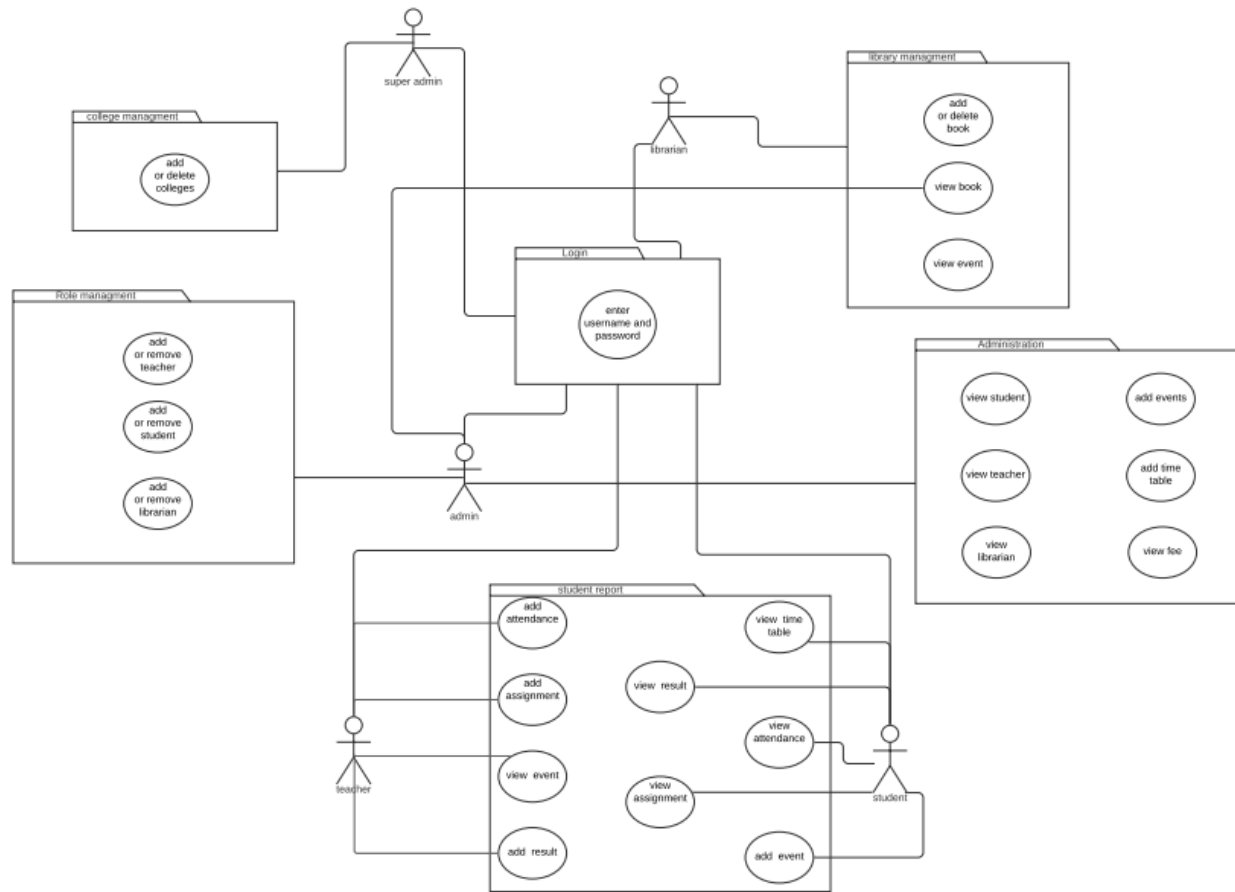 super admin
library managment
add
or delete
book
librarian
college managment
add
or delete
colleges
view book
view event
Login
enter
username and
password
Role managment
add
or remove
teacher
add
or remove
student
add
or remove
librarian
admin
Administration
view student
add events
view teacher
add time
table
view
librarian
view fee
student report
add
attendance
view time
table
add
assignment
view result
view
attendance
teacher
view event
view
assignment
student
add result
add event